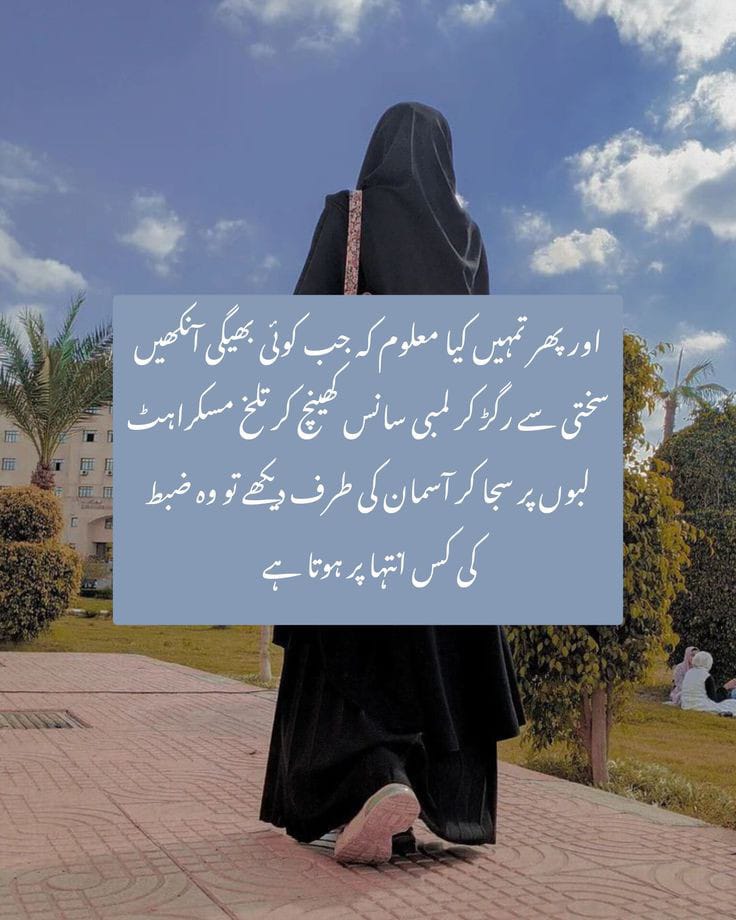 اور پھر تمہیں کیا معلوم کہ جب کوئی بھیگی آنکھیں
سختی سے رگڑ کر لمبی سانس کھینچ کر تلخ مسکراہٹ
لبوں پر سجا کر آسمان کی طرف دیکھے تو وہ ضبط
کی کس انتہا پر ہوتا ہے